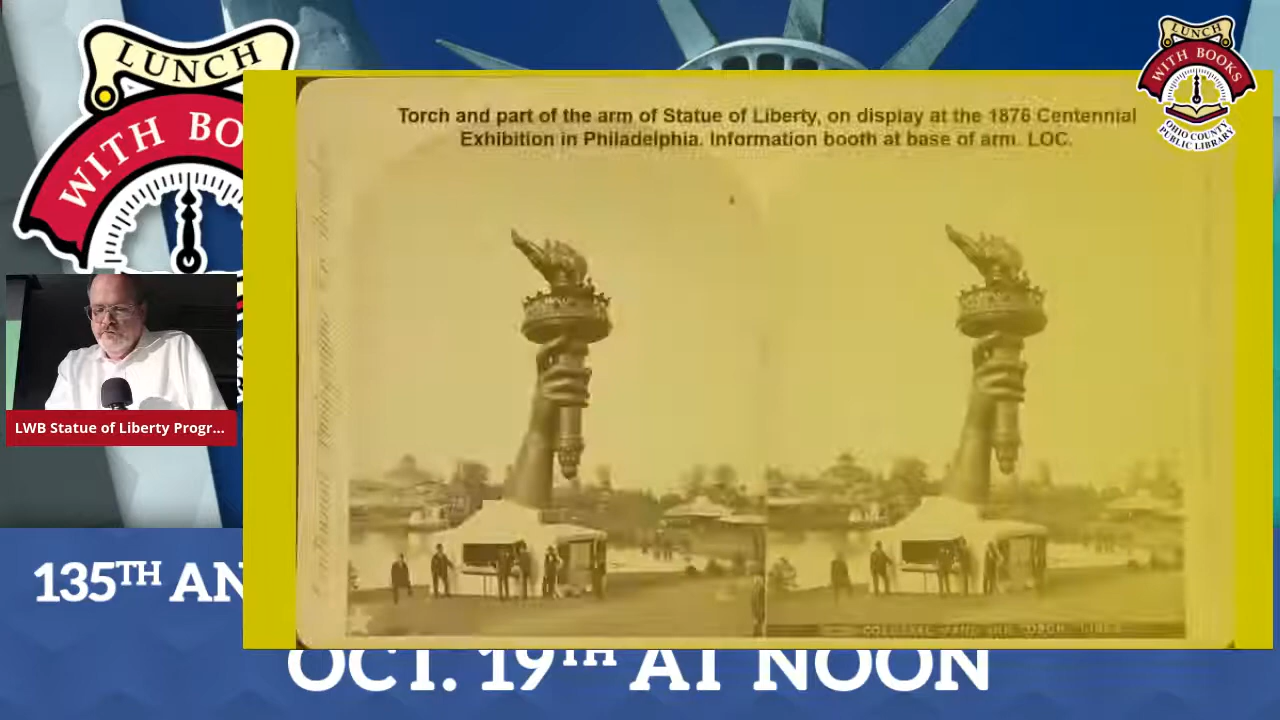 LUNCH
WITH BO
LUNCH
WITH BOOKS
OHIO COUNTY
PUBLIC LIBRARY
Torch and part of the arm of Statue of Liberty, on display at the 1876 Centennial
Exhibition in Philadelphia. Information booth at base of arm. LOC.
LWB Statue of Liberty Progr...
135TH AN
OCT. 19TH AT NOON